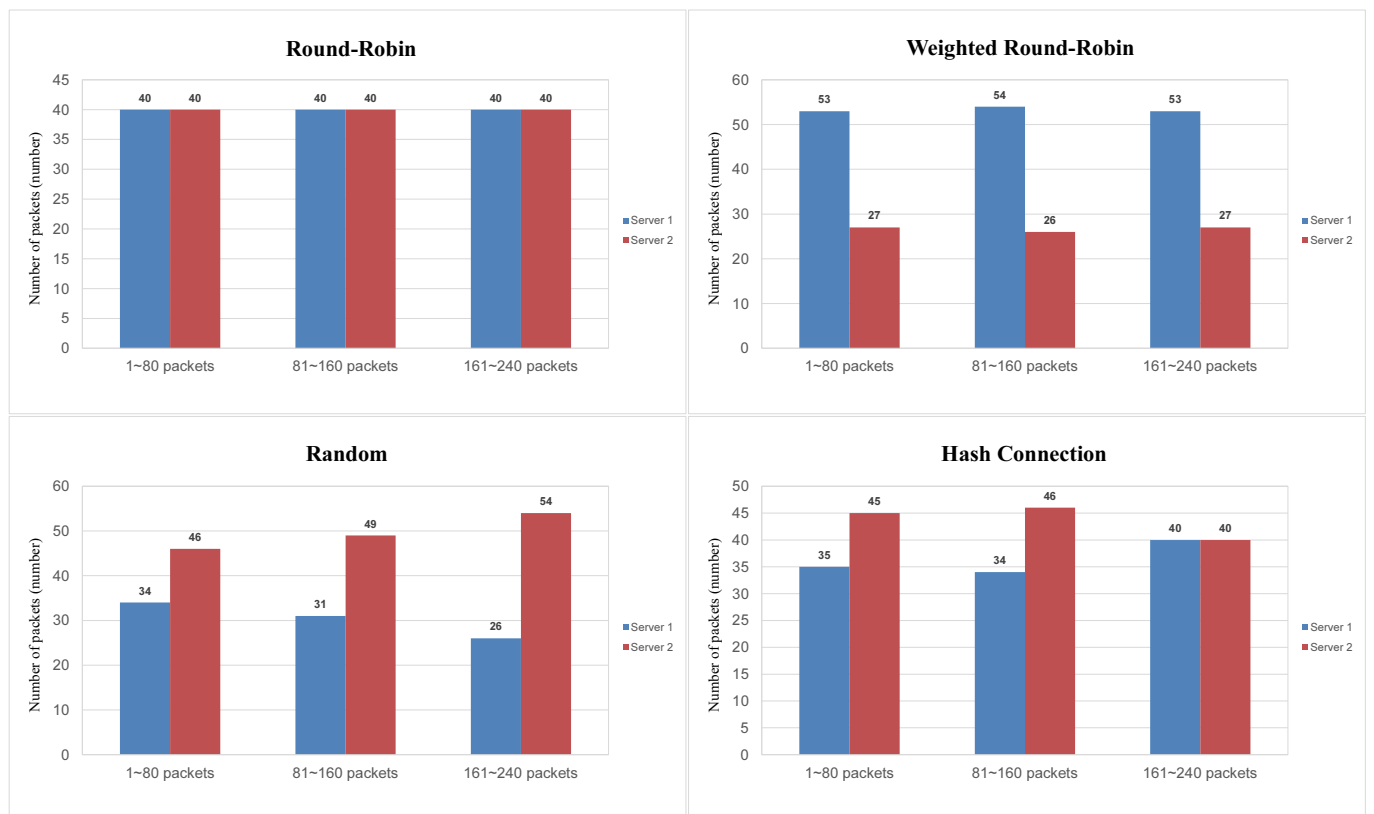 Round-Robin
Number of packets (number)
45
40
35
30
25
20
15
10
5
0
40 40 40 40 40 40
1~80 packets 81~160 packets 161~240 packets
Server 1
Server 2
Weighted Round-Robin
Number of packets (number)
60
50
40
30
20
10
0
53 27 54 26 53 27
1~80 packets 81~160 packets 161~240 packets
Server 1
Server 2
Random
Number of packets (number)
60
50
40
30
20
10
0
34 46 31 49 26 54
1~80 packets 81~160 packets 161~240 packets
Server 1
Server 2
Hash Connection
Number of packets (number)
50
45
40
35
30
25
20
15
10
5
0
35 45 34 46 40 40
1~80 packets 81~160 packets 161~240 packets
Server 1
Server 2